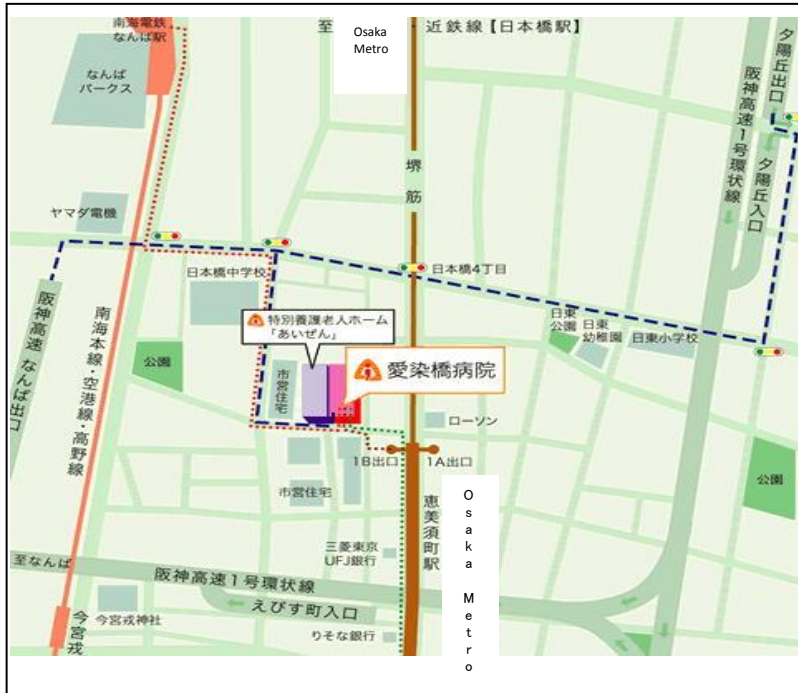 南海電鉄
なんば駅
至
Osaka
Metro
近鉄線【日本橋駅】
夕陽丘出口
阪神高速1号環状線
夕陽丘入口
なんば
パークス
堺筋
ヤマダ電機
日本橋中学校
日本橋4丁目
阪神高速 なんば出口
南海本線・空港線・高野線
特別養護老人ホーム
「あいぜん」
日東
公園
日東
幼稚園
日東小学校
公園
市営住宅
愛染橋病院
ローソン
1B出口
1A出口
市営住宅
公園
恵美須町駅
Osaka Metro
三菱東京
UFJ銀行
至なんば
阪神高速1号環状線
えびす町入口
今宮戎神社
今宮戎
りそな銀行